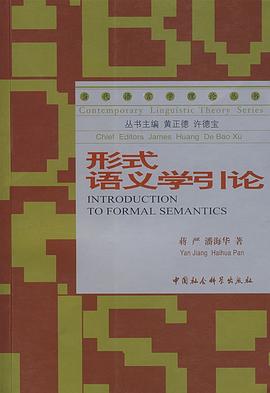 当代语言学理论丛书
Contemporary Linguistic Theory Series
丛书主编 黄正德 许德宝
Chief Editors James Huang De Bao Xu
形式
语义学引论
INTRODUCTION
TO FORMAL SEMANTICS
蒋 严 潘海华 著
Yan Jiang Haihua Pan
中国社会科学出版社